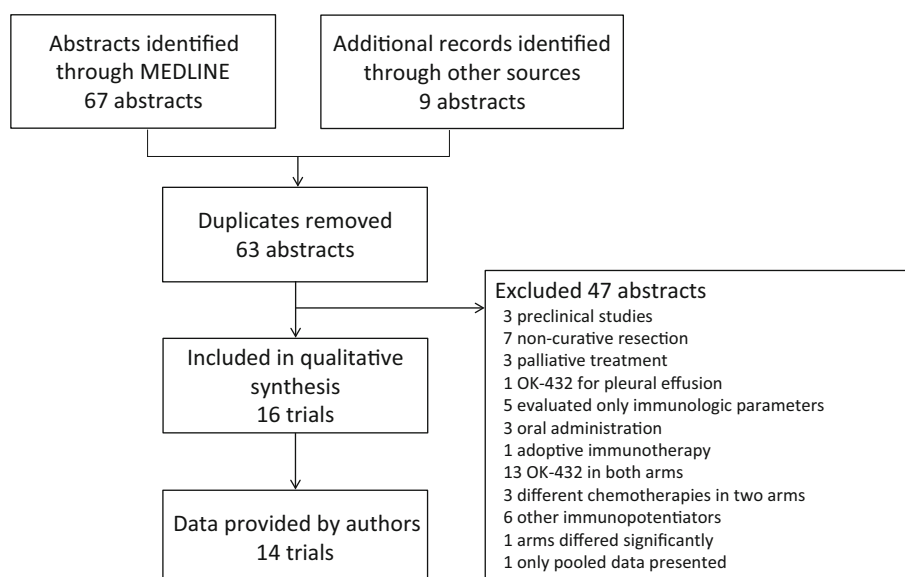 Abstracts identified
through MEDLINE
67 abstracts
Additional records identified
through other sources
9 abstracts
Duplicates removed
63 abstracts
Excluded 47 abstracts
3 preclinical studies
7 non-curative resection
3 palliative treatment
1 OK-432 for pleural effusion
5 evaluated only immunologic parameters
3 oral administration
1 adoptive immunotherapy
13 OK-432 in both arms
3 different chemotherapies in two arms
6 other immunopotentiators
1 arms differed significantly
1 only pooled data presented
Included in qualitative
synthesis
16 trials
Data provided by authors
14 trials